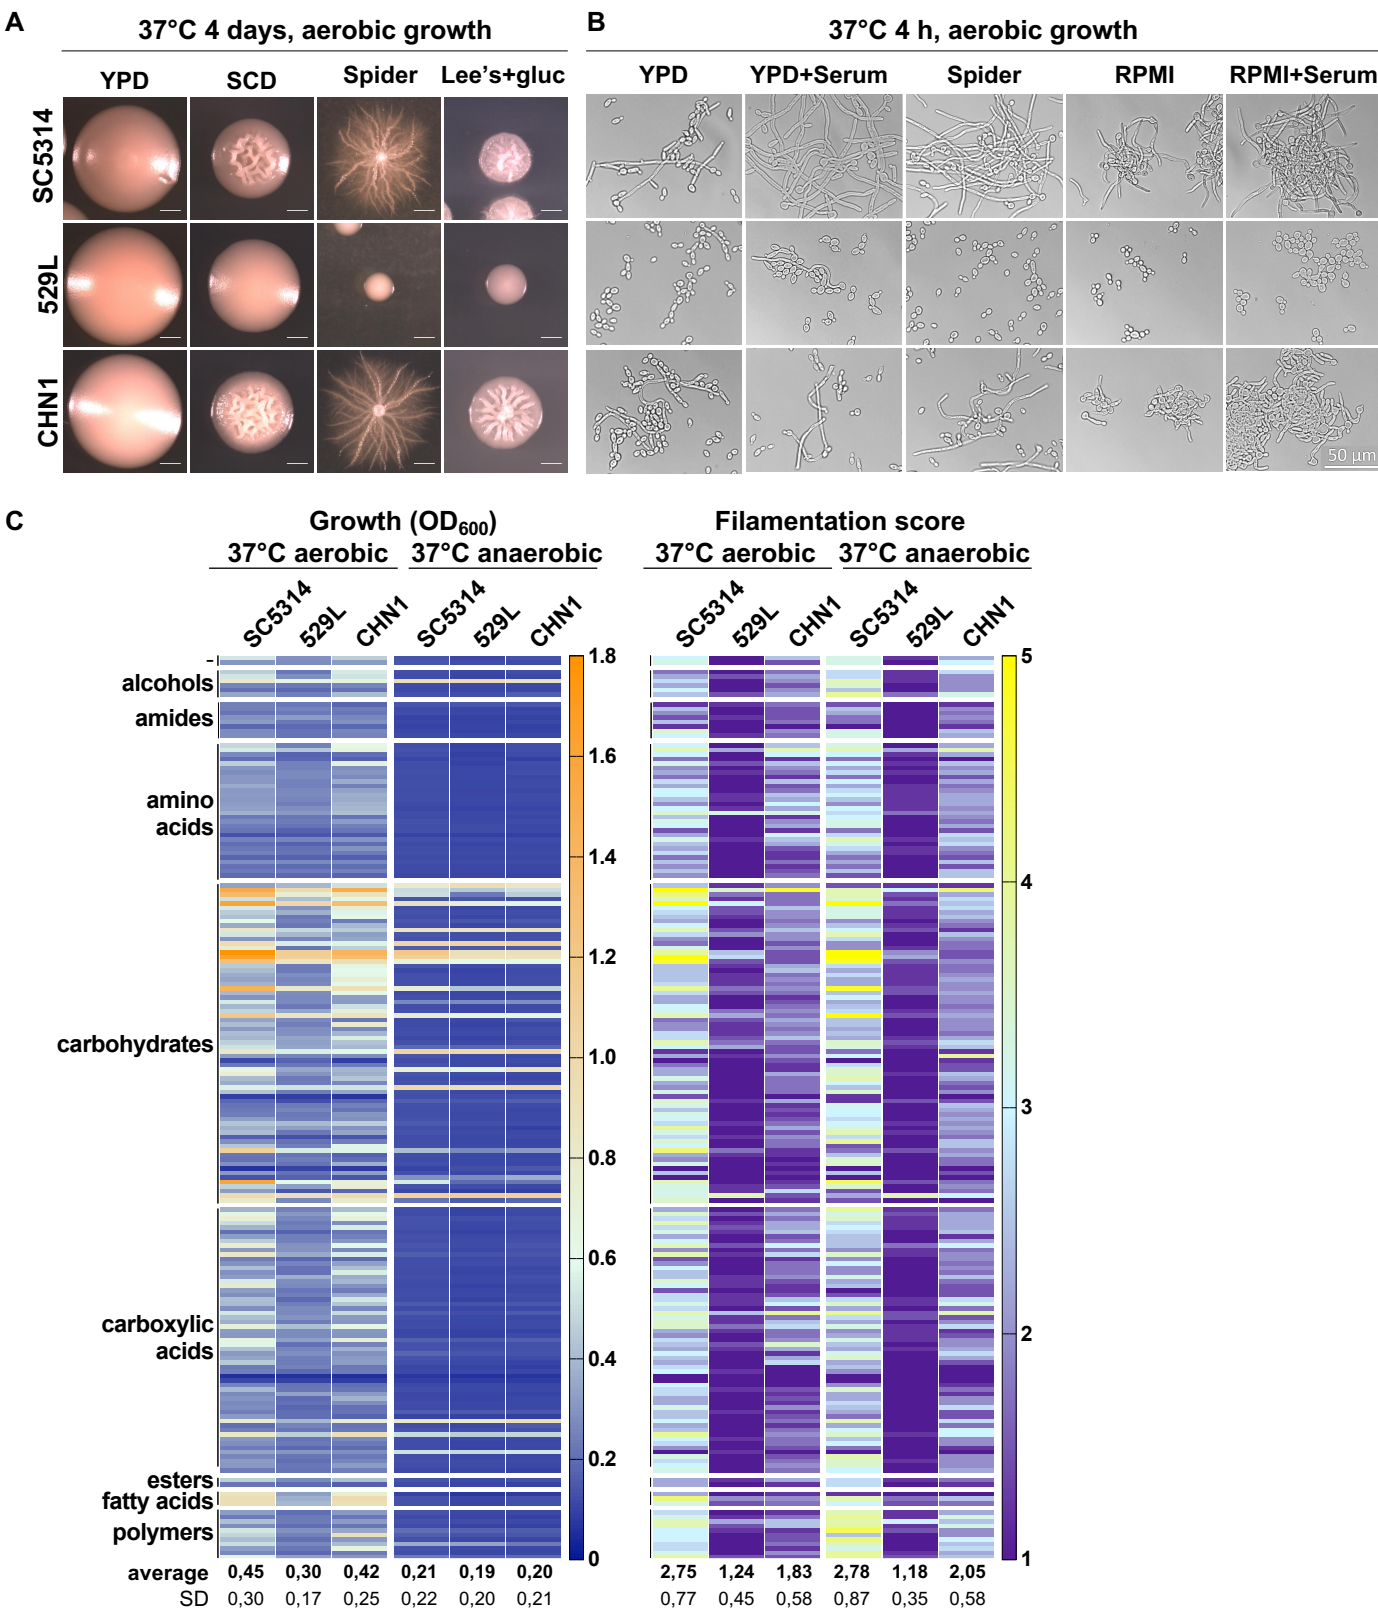 A
37°C 4 days, aerobic growth
YPD SCD Spider Lee's+gluc
SC5314
529L
CHN1
B
37°C 4 h, aerobic growth
YPD YPD+Serum Spider RPMI RPMI+Serum
50 µm
C
Growth (OD600)
37°C aerobic 37°C anaerobic
SC5314 529L CHN1 SC5314 529L CHN1
Filamentation score
37°C aerobic 37°C anaerobic
SC5314 529L CHN1 SC5314 529L CHN1
–
alcohols
amides
amino
acids
carbohydrates
carboxylic
acids
esters
fatty acids
polymers
1.8
1.6
1.4
1.2
1.0
0.8
0.6
0.4
0.2
0
5
4
3
2
1
average 0,45 0,30 0,42 0,21 0,19 0,20 2,75 1,24 1,83 2,78 1,18 2,05
SD 0,30 0,17 0,25 0,22 0,20 0,21 0,77 0,45 0,58 0,87 0,35 0,58